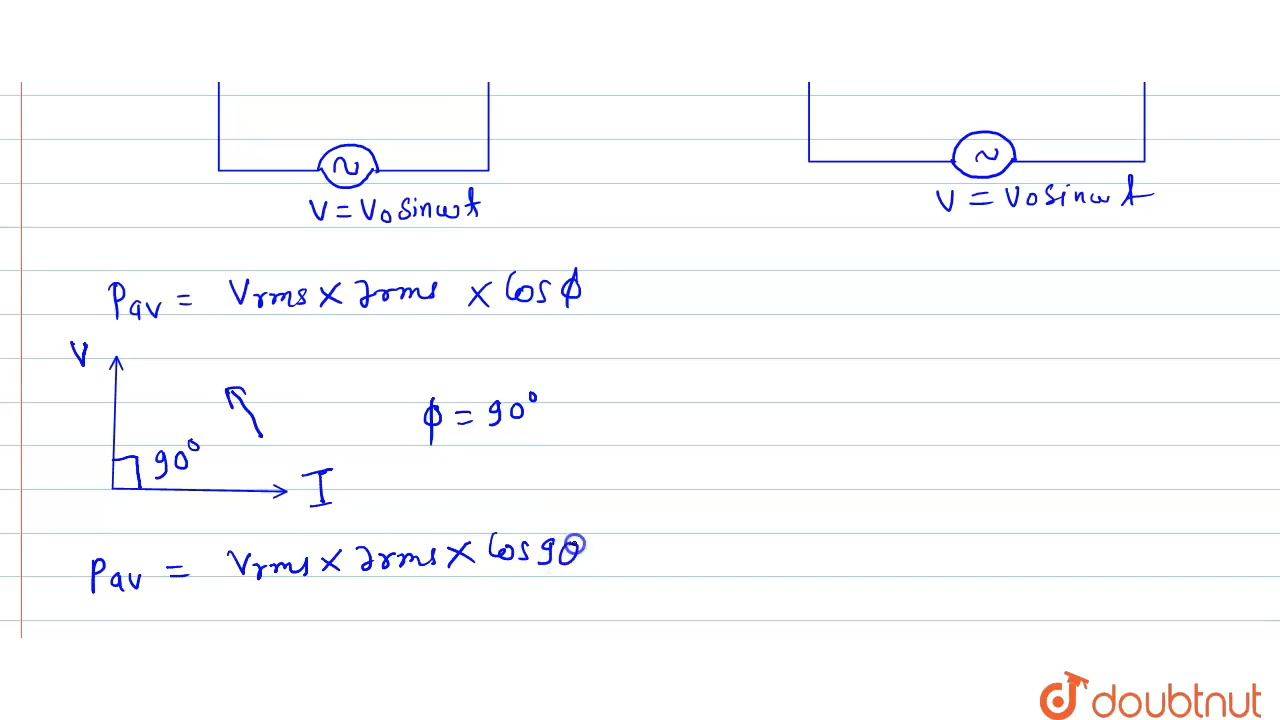 V = V₀ sinωt
V = V₀ sinωt
Pav = Vrms × Irms × Cos ϕ
V
90°
ϕ = 90°
I
Pav = Vrms × Irms × Cos 90
doubtnut